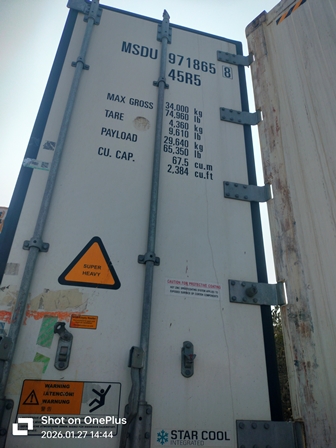 MSDU 971865 8
45R5
MAX GROSS 34,000 kg
74,960 lb
TARE 4,360 kg
9,610 lb
PAYLOAD 29,640 kg
65,350 lb
CU. CAP. 67.5 cu.m
2,384 cu.ft
SUPER
HEAVY
WARNING
WARNING
STAR COOL
INTEGRATED
Shot on OnePlus
2026.01.27 14:44